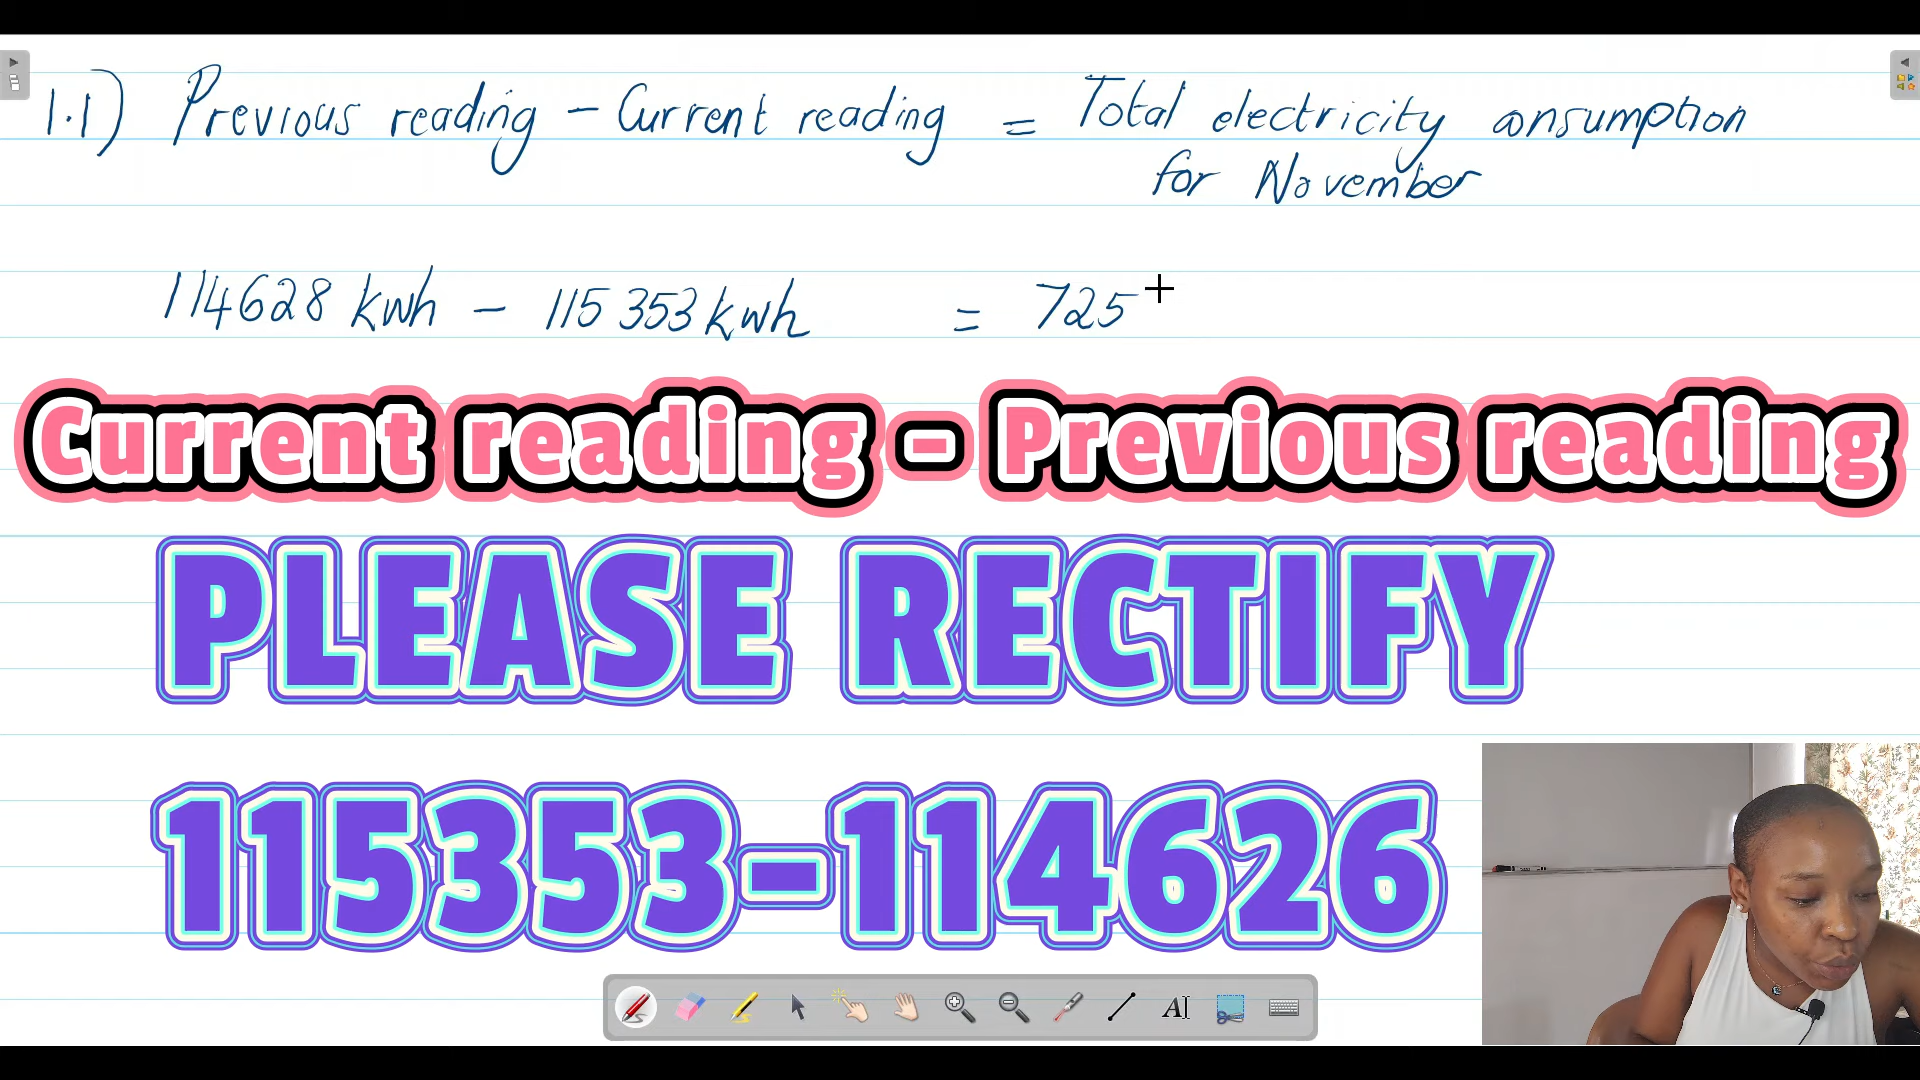 1.1) Previous reading - Current reading = Total electricity consumption
for November
114628 kwh - 115 353 kwh = 725
Current reading - Previous reading
PLEASE RECTIFY
115353-114626